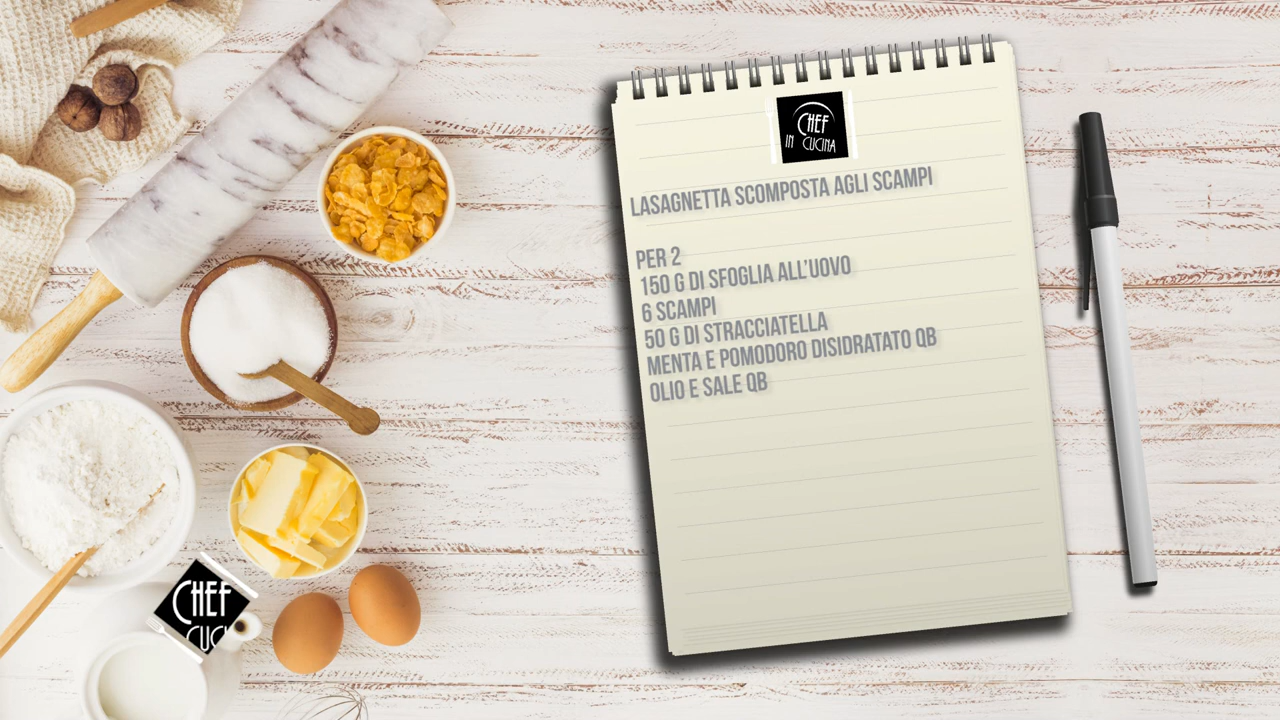 CHEF
IN CUCINA
LASAGNETTA SCOMPOSTA AGLI SCAMPI
PER 2
150 G DI SFOGLIA ALL'UOVO
6 SCAMPI
50 G DI STRACCIATELLA
MENTA E POMODORO DISIDRATATO QB
OLIO E SALE QB
CHEF
CUCI